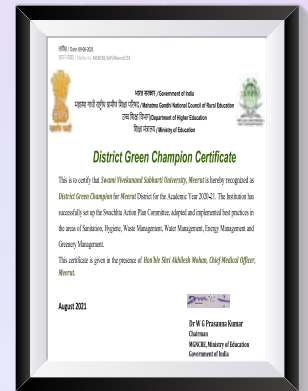 तारीख / Date: 09-08-2021
भारत सरकार / Government of India
महात्मा गांधी राष्ट्रीय ग्रामीण शिक्षा परिषद / Mahatma Gandhi National Council of Rural Education
उच्च शिक्षा विभाग/Department of Higher Education
शिक्षा मंत्रालय / Ministry of Education
District Green Champion Certificate
This is to certify that Swami Vivekanand Subharti University, Meerut is hereby recognized as
District Green Champion for Meerut District for the Academic Year 2020-21. The Institution has
successfully set up the Swachhta Action Plan Committee, adopted and implemented best practices in
the areas of Sanitation, Hygiene, Waste Management, Water Management, Energy Management and
Greenery Management.
This certificate is given in the presence of Hon'ble Shri Akhilesh Mohan, Chief Medical Officer,
Meerut.
August 2021
Dr W G Prasanna Kumar
Chairman
MGNCRE, Ministry of Education
Government of India